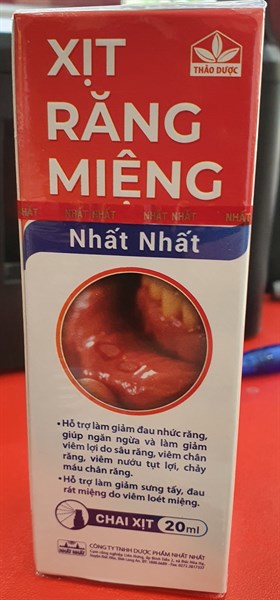 THẢO DƯỢC
XỊT
RĂNG
MIỆNG
NHẤT NHẤT NHẤT NHẤT NHẤT
Nhất Nhất
• Hỗ trợ làm giảm đau nhức răng,
giúp ngăn ngừa và làm giảm
viêm lợi do sâu răng, viêm chân
răng, viêm nướu tụt lợi, chảy
máu chân răng.
• Hỗ trợ làm giảm sưng tấy, đau
rát miệng do viêm loét miệng.
CHAI XỊT 20ml
NHẤT NHẤT
CÔNG TY TNHH DƯỢC PHẨM NHẤT NHẤT